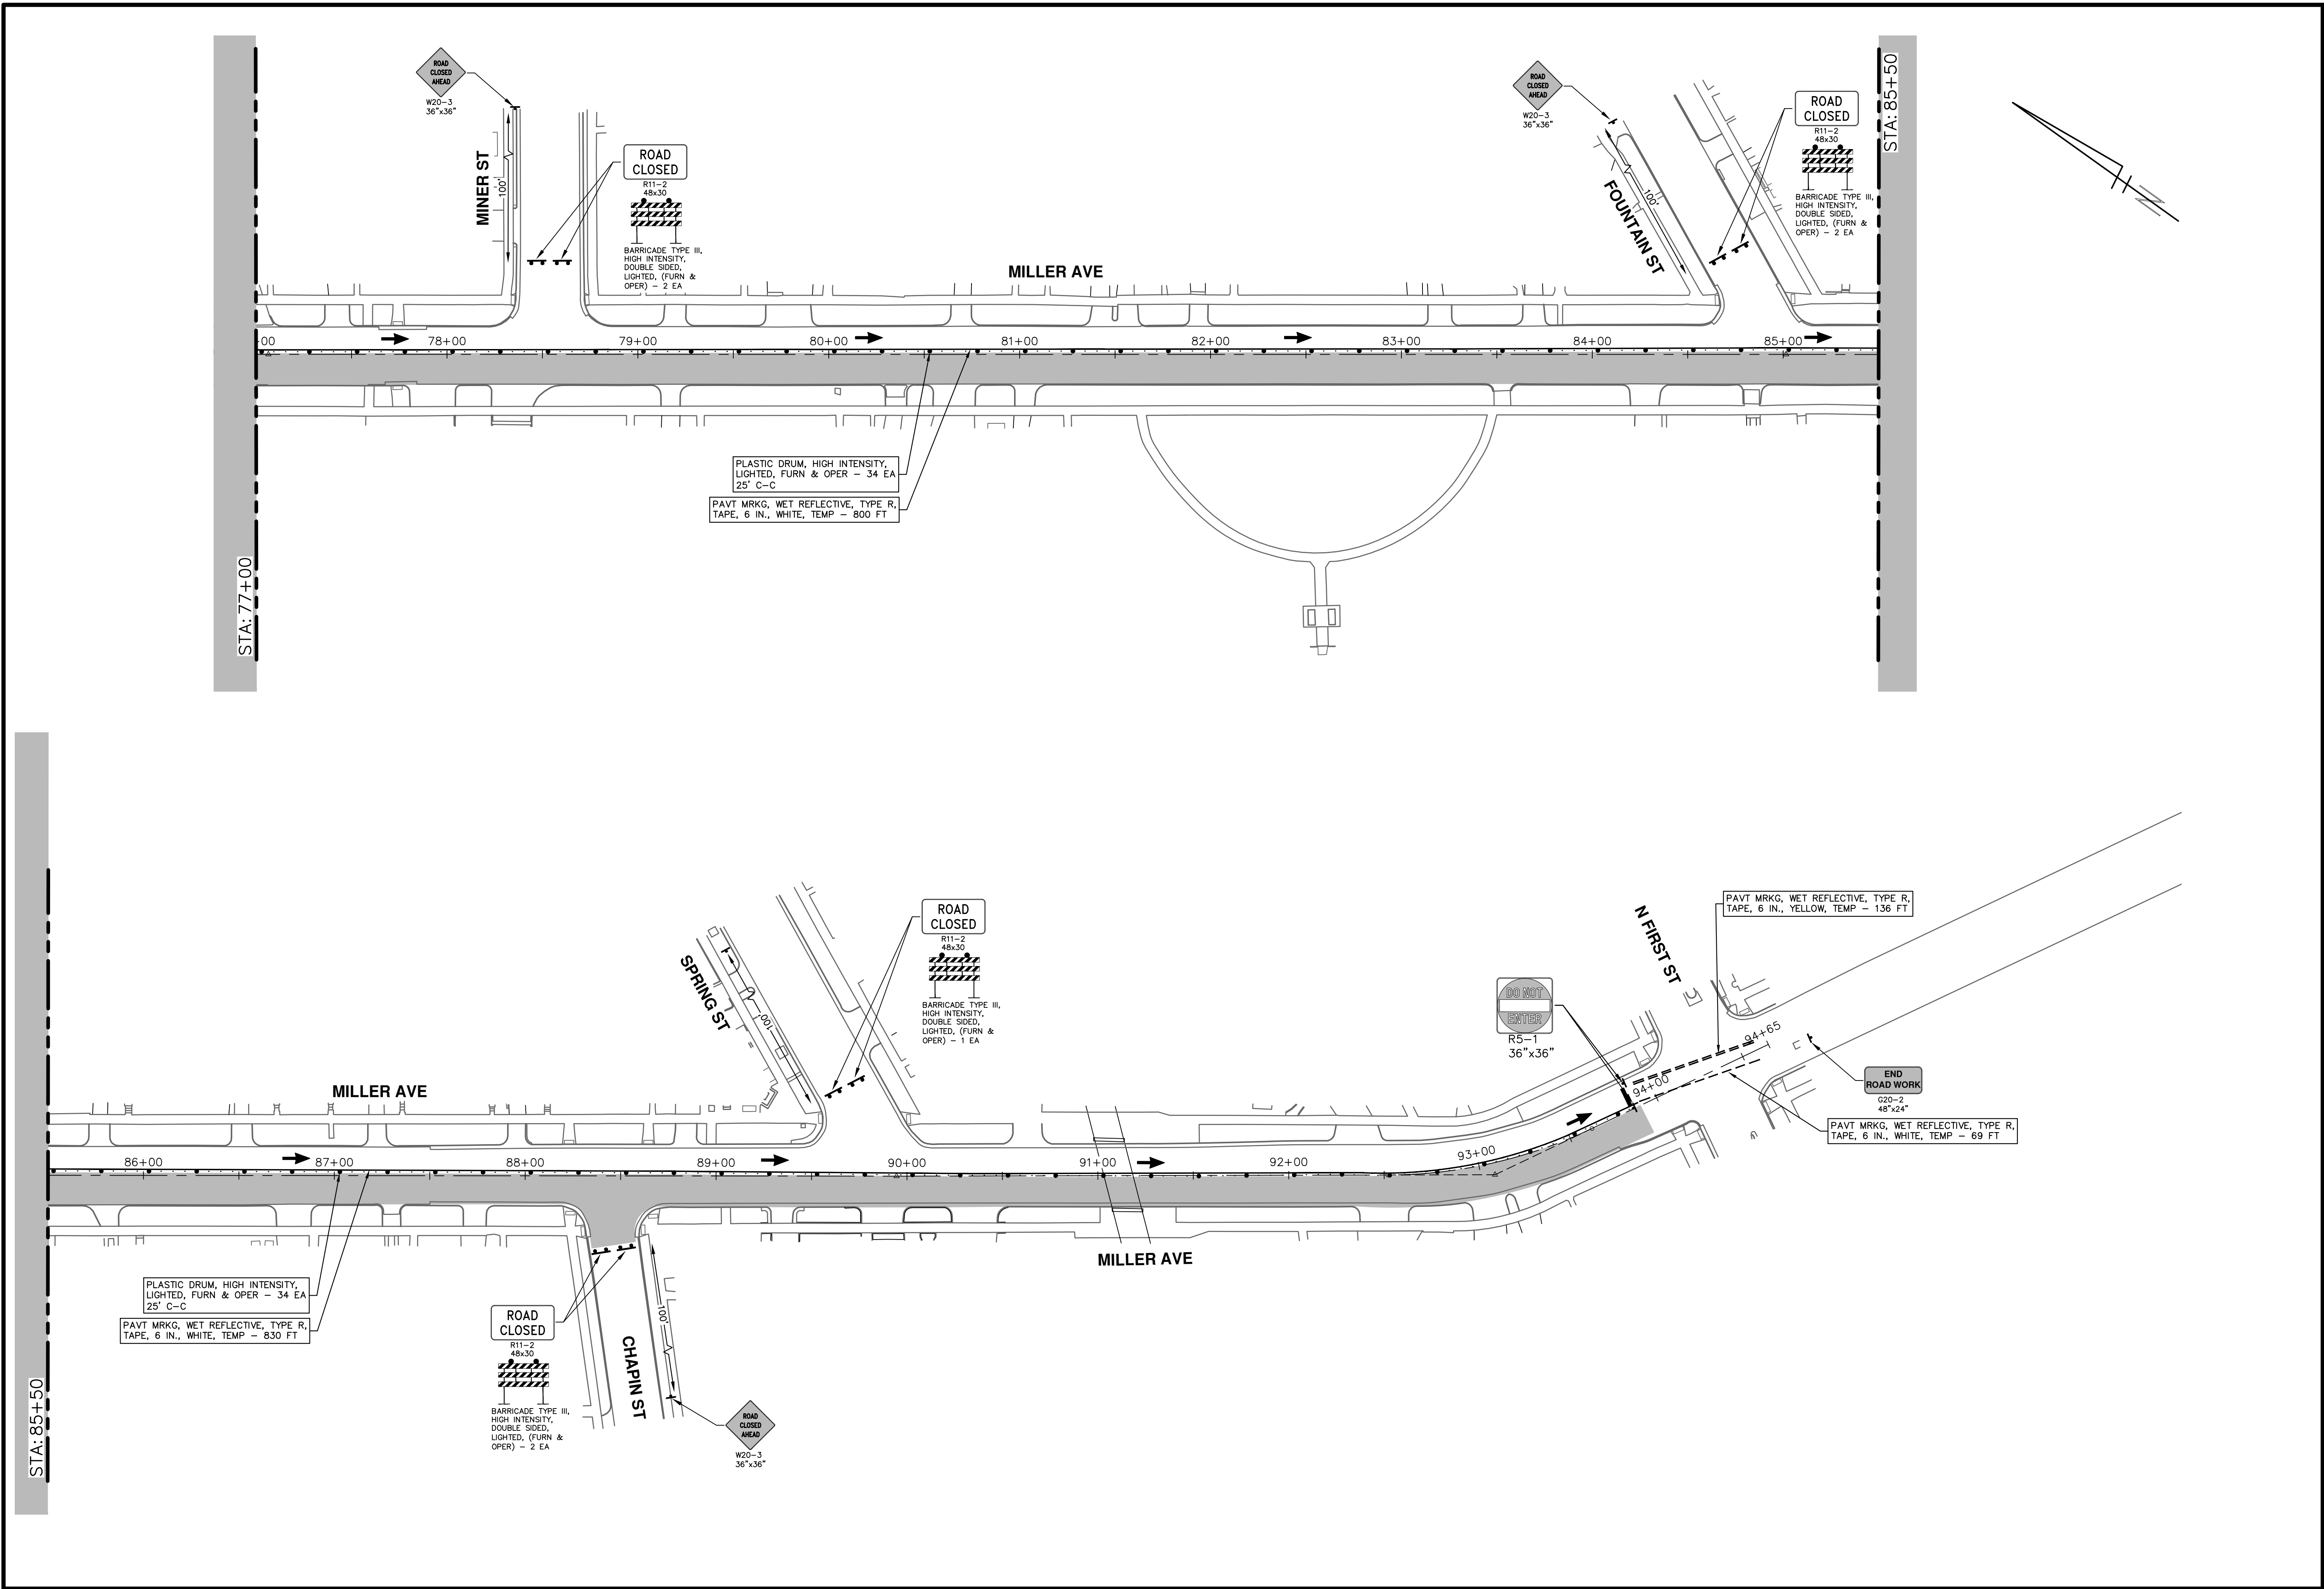 ROAD
CLOSED
AHEAD
W20-3
36"x36"
MINER ST
100'
ROAD
CLOSED
R11-2
48x30
BARRICADE TYPE III,
HIGH INTENSITY,
DOUBLE SIDED,
LIGHTED, (FURN &
OPER) - 2 EA
MILLER AVE
ROAD
CLOSED
AHEAD
W20-3
36"x36"
FOUNTAIN ST
100'
ROAD
CLOSED
R11-2
48x30
BARRICADE TYPE III,
HIGH INTENSITY,
DOUBLE SIDED,
LIGHTED, (FURN &
OPER) - 2 EA
STA: 85+50
N
00
78+00
79+00
80+00
81+00
82+00
83+00
84+00
85+00
PLASTIC DRUM, HIGH INTENSITY,
LIGHTED, FURN & OPER - 34 EA
25' C-C
PAVT MRKG, WET REFLECTIVE, TYPE R,
TAPE, 6 IN., WHITE, TEMP - 800 FT
STA: 77+00
SPRING ST
100'
ROAD
CLOSED
R11-2
48x30
BARRICADE TYPE III,
HIGH INTENSITY,
DOUBLE SIDED,
LIGHTED, (FURN &
OPER) - 1 EA
N FIRST ST
PAVT MRKG, WET REFLECTIVE, TYPE R,
TAPE, 6 IN., YELLOW, TEMP - 136 FT
DO NOT
ENTER
R5-1
36"x36"
94+65
94+00
END
ROAD WORK
G20-2
48"x24"
PAVT MRKG, WET REFLECTIVE, TYPE R,
TAPE, 6 IN., WHITE, TEMP - 69 FT
MILLER AVE
86+00
87+00
88+00
89+00
90+00
91+00
92+00
93+00
MILLER AVE
PLASTIC DRUM, HIGH INTENSITY,
LIGHTED, FURN & OPER - 34 EA
25' C-C
PAVT MRKG, WET REFLECTIVE, TYPE R,
TAPE, 6 IN., WHITE, TEMP - 830 FT
ROAD
CLOSED
R11-2
48x30
BARRICADE TYPE III,
HIGH INTENSITY,
DOUBLE SIDED,
LIGHTED, (FURN &
OPER) - 2 EA
CHAPIN ST
100'
ROAD
CLOSED
AHEAD
W20-3
36"x36"
STA: 85+50